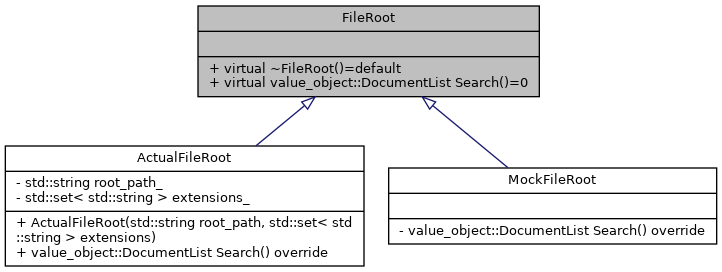 FileRoot
+ virtual ~FileRoot()=default
+ virtual value_object::DocumentList Search()=0
ActualFileRoot
- std::string root_path_
- std::set< std::string > extensions_
+ ActualFileRoot(std::string root_path, std::set< std
::string > extensions)
+ value_object::DocumentList Search() override
MockFileRoot
- value_object::DocumentList Search() override